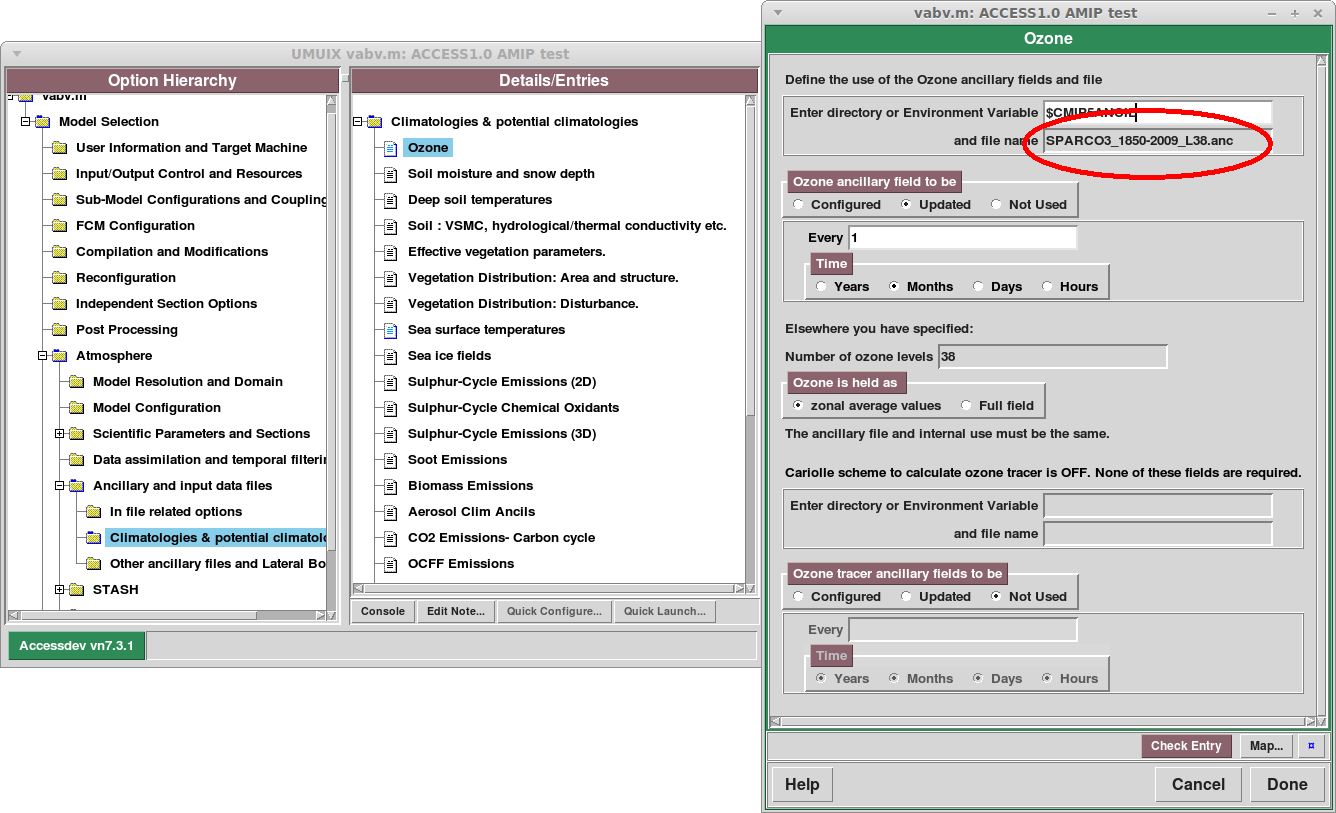 UMUIX vabv.m: ACCESS1.0 AMIP test
Option Hierarchy
vabv.m
Model Selection
User Information and Target Machine
Input/Output Control and Resources
Sub-Model Configurations and Coupling
FCM Configuration
Compilation and Modifications
Reconfiguration
Independent Section Options
Post Processing
Atmosphere
Model Resolution and Domain
Model Configuration
Scientific Parameters and Sections
Data assimilation and temporal filterin
Ancillary and input data files
In file related options
Climatologies & potential climatolo
Other ancillary files and Lateral Bo
STASH
Details/Entries
Climatologies & potential climatologies
Ozone
Soil moisture and snow depth
Deep soil temperatures
Soil : VSMC, hydrological/thermal conductivity etc.
Effective vegetation parameters.
Vegetation Distribution: Area and structure.
Vegetation Distribution: Disturbance.
Sea surface temperatures
Sea ice fields
Sulphur-Cycle Emissions (2D)
Sulphur-Cycle Chemical Oxidants
Sulphur-Cycle Emissions (3D)
Soot Emissions
Biomass Emissions
Aerosol Clim Ancils
CO2 Emissions- Carbon cycle
OCFF Emissions
Console Edit Note... Quick Configure... Quick Launch...
Accessdev vn7.3.1
vabv.m: ACCESS1.0 AMIP test
Ozone
Define the use of the Ozone ancillary fields and file
Enter directory or Environment Variable $CMIP5ANCIL
and file name SPARCO3_1850-2009_L38.anc
Ozone ancillary field to be
Configured Updated Not Used
Every 1
Time
Years Months Days Hours
Elsewhere you have specified:
Number of ozone levels 38
Ozone is held as
zonal average values Full field
The ancillary file and internal use must be the same.
Cariolle scheme to calculate ozone tracer is OFF. None of these fields are required.
Enter directory or Environment Variable
and file name
Ozone tracer ancillary fields to be
Configured Updated Not Used
Every
Time
Years Months Days Hours
Check Entry Map... ¤
Help Cancel Done